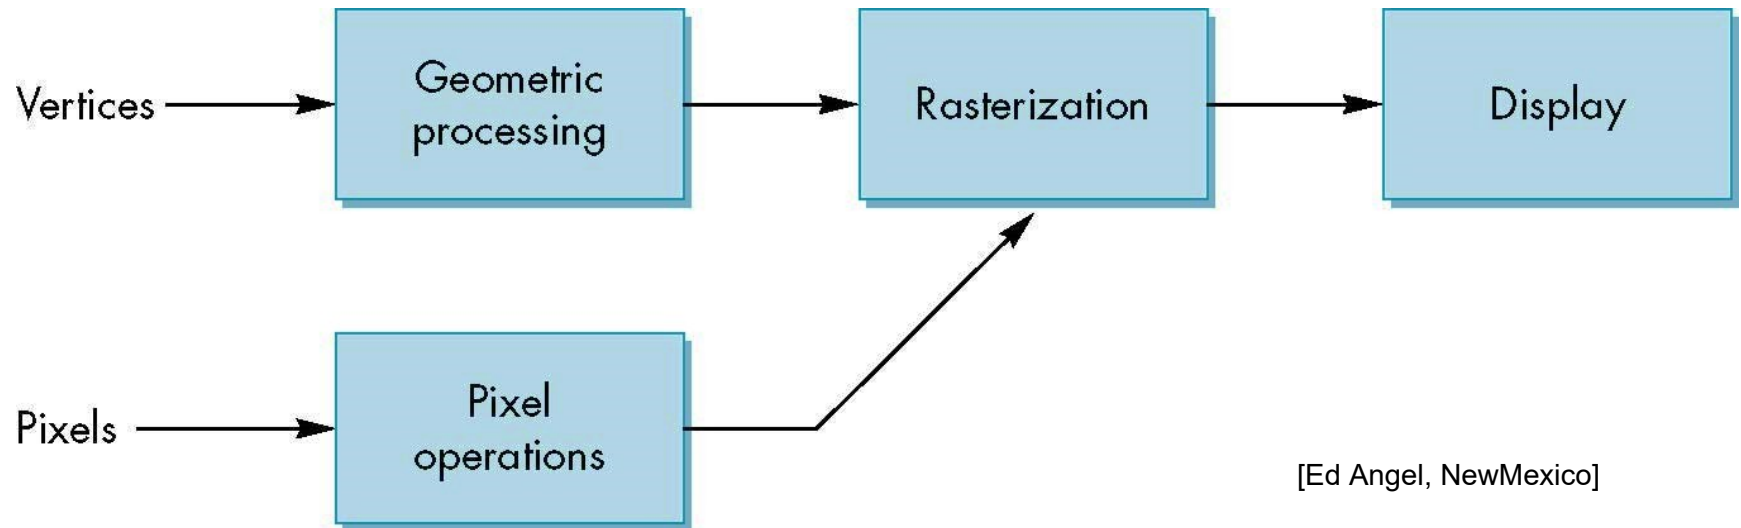 Vertices
Geometric
processing
Rasterization
Display
Pixels
Pixel
operations
[Ed Angel, NewMexico]